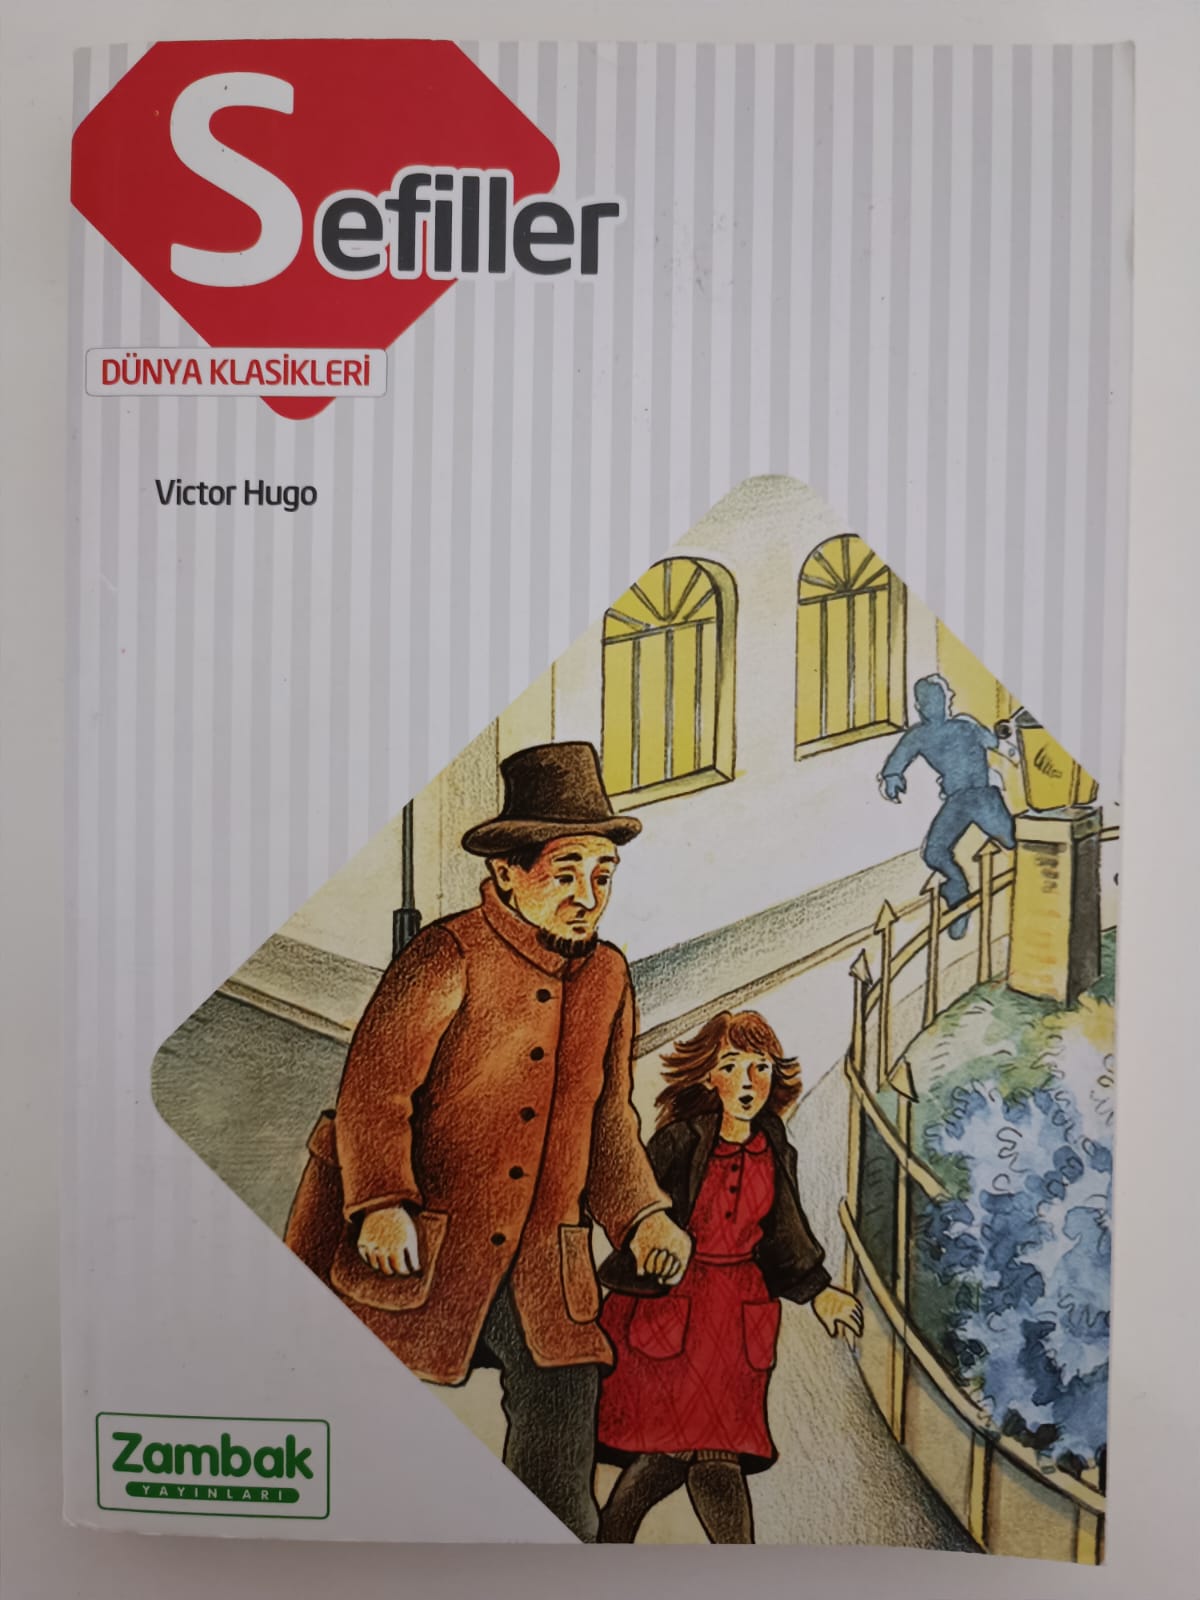 Sefiller
DÜNYA KLASİKLERİ
Victor Hugo
Zambak
YAYINLARI